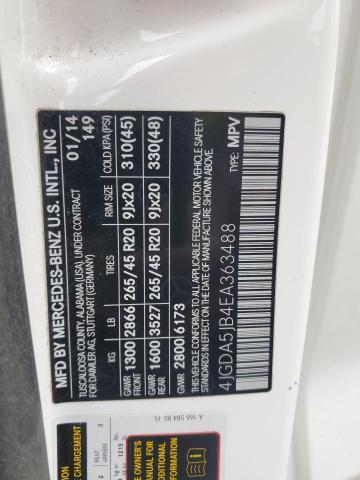 MFD BY MERCEDES-BENZ U.S. INTL., INC
TUSCALOOSA COUNTY, ALABAMA (USA) UNDER CONTRACT 01/14
FOR DAIMLER AG, STUTTGART (GERMANY) 149
KG LB TIRES RIM SIZE COLD KPA(PSI)
GAWR FRONT 1300 2866 265/45 R20 9Jx20 310(45)
GAWR REAR 1600 3527 265/45 R20 9Jx20 330(48)
GVWR 2800 6173
THIS VEHICLE CONFORMS TO ALL APPLICABLE FEDERAL MOTOR VEHICLE SAFETY
STANDARDS IN EFFECT ON THE DATE OF MANUFACTURE SHOWN ABOVE.
4JGDA5JB4EA363488 TYPE: MPV
A 166 584 85 15